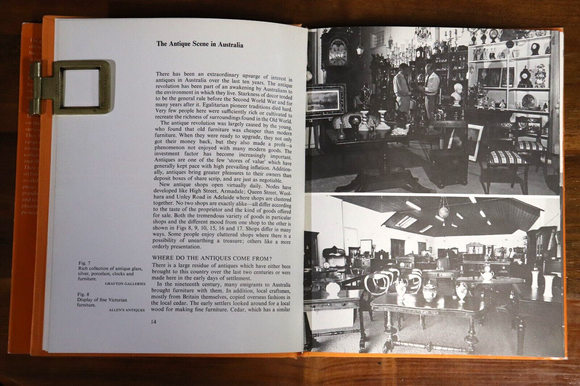 The Antique Scene in Australia
There has been an extraordinary upsurge of interest in
antiques in Australia over the last ten years. The antique
revolution has been part of an awakening by Australians to
the environment in which they live. Starkness of decor tended
to be the general rule before the Second World War and for
many years after it. Egalitarian pioneer traditions died hard.
Very few people here were sufficiently rich or cultivated to
recreate the richness of surroundings found in the Old World.
The antique revolution was largely caused by the young,
who found that old furniture was cheaper than modern
furniture. When they were ready to upgrade, they not only
got their money back, but they also made a profit—a
phenomenon not enjoyed with many modern goods. The
investment factor has become increasingly important.
Antiques are one of the few 'stores of value' which have
generally kept pace with high prevailing inflation. Addition-
ally, antiques bring greater pleasures to their owners than
deposit boxes of share scrip, and are just as negotiable.
New antique shops open virtually daily. Nodes have
developed like High Street, Armadale; Queen Street, Wooll-
hara and Unley Road in Adelaide where shops are clustered
together. No two shops are exactly alike—all differ according
to the taste of the proprietor and the kind of goods offered
for sale. Both the tremendous variety of goods in particular
shops and the different mood from one shop to the other is
shown in Figs 8, 9, 10, 15, 16 and 17. Shops differ in many
ways. Some people enjoy cluttered shops where there is a
possibility of unearthing a treasure; others like a more
orderly presentation.
WHERE DO THE ANTIQUES COME FROM?
There is a large residue of antiques which have either been
brought to this country over the last two centuries or were
made here in the early days of settlement.
In the nineteenth century, many emigrants to Australia
brought furniture with them. In addition, local craftsmen,
mostly from Britain themselves, copied overseas fashions in
the local cedar. The early settlers looked around for a local
wood for making fine furniture. Cedar, which has a similar
14
Fig. 7
Rich collection of antique glass,
silver, porcelain, clocks and
furniture.
GRAFTON GALLERIES
Fig. 8
Display of fine Victorian
furniture.
ALLEN'S ANTIQUES